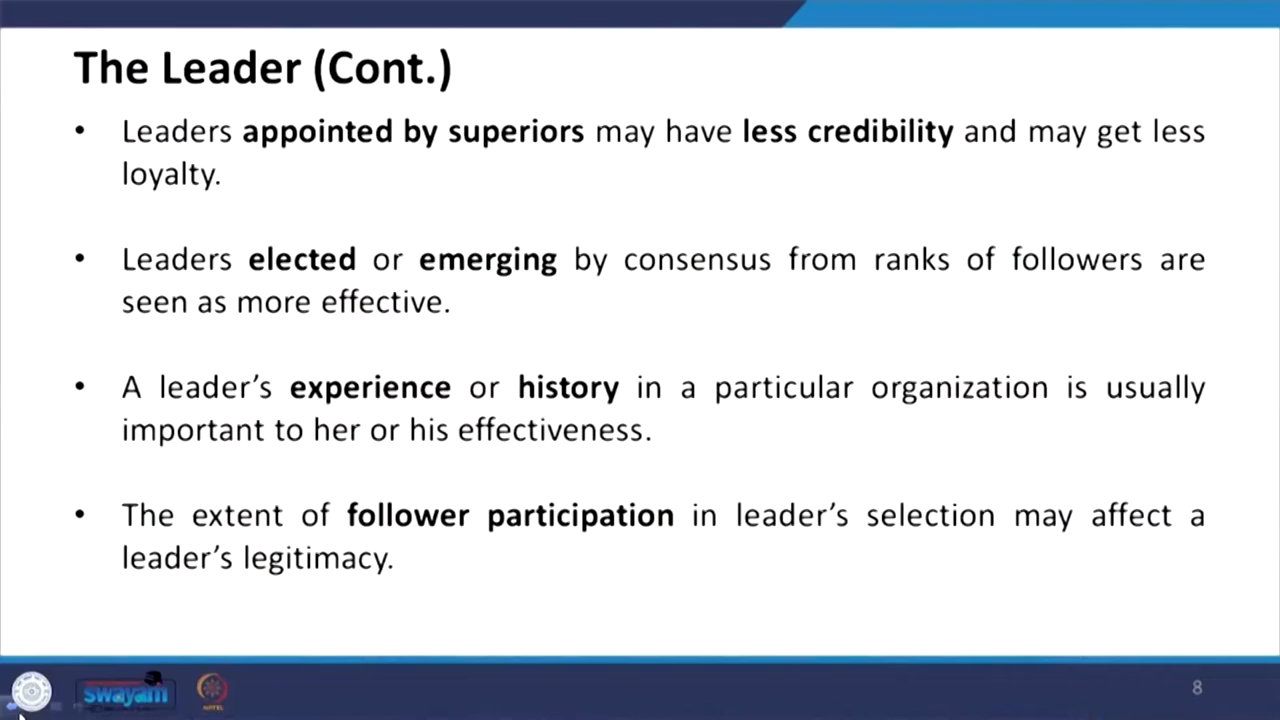 The Leader (Cont.)
• Leaders appointed by superiors may have less credibility and may get less
loyalty.
• Leaders elected or emerging by consensus from ranks of followers are
seen as more effective.
• A leader’s experience or history in a particular organization is usually
important to her or his effectiveness.
• The extent of follower participation in leader’s selection may affect a
leader’s legitimacy.
swayam
NPTEL
8